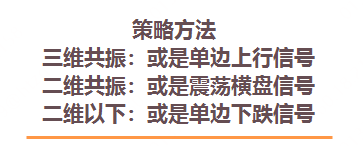 策略方法
三维共振：或是单边上行信号
二维共振：或是震荡横盘信号
二维以下：或是单边下跌信号